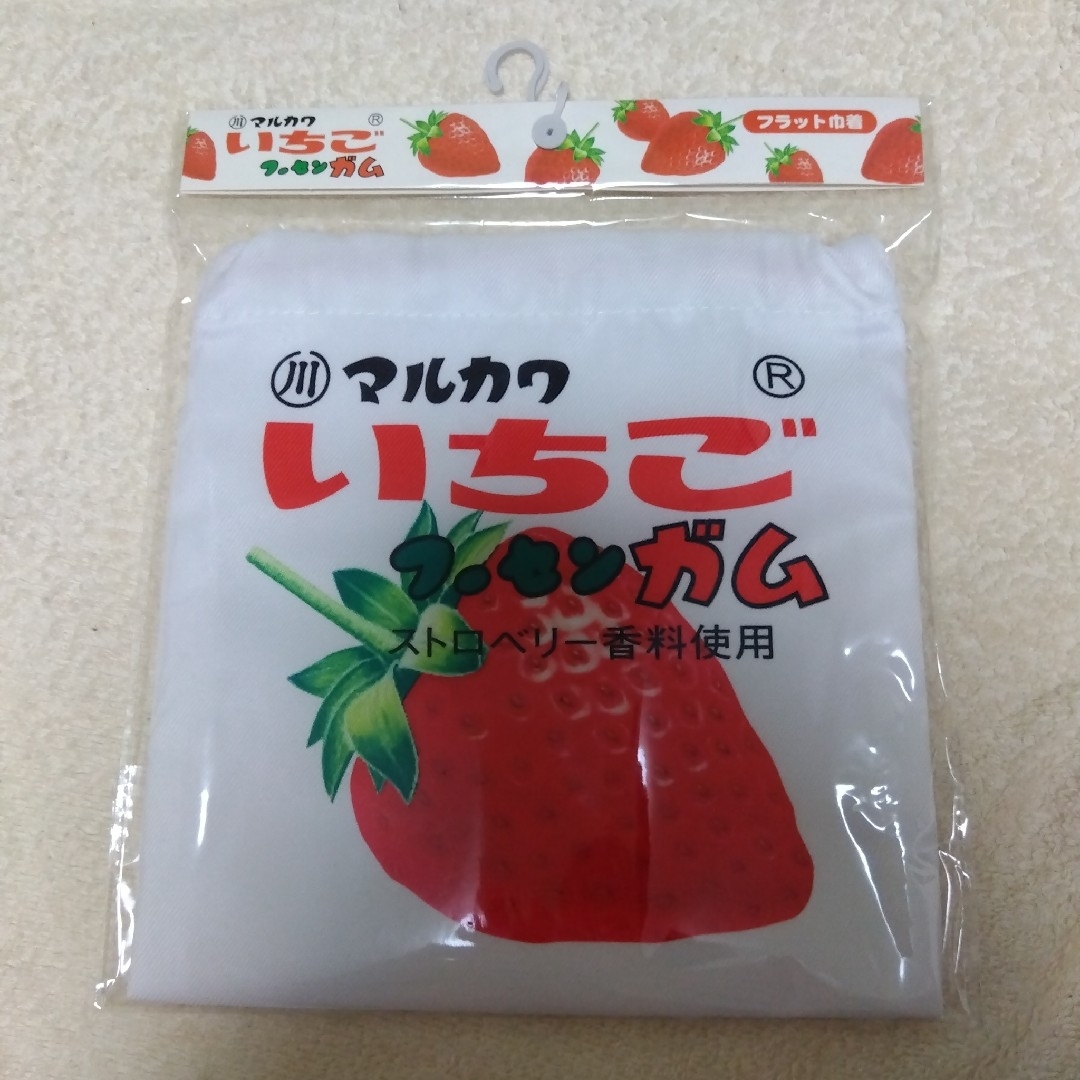 川 マルカワ ®
いちご
フーセンガム
フラット巾着
川 マルカワ ®
いちご
フーセンガム
ストロベリー香料使用